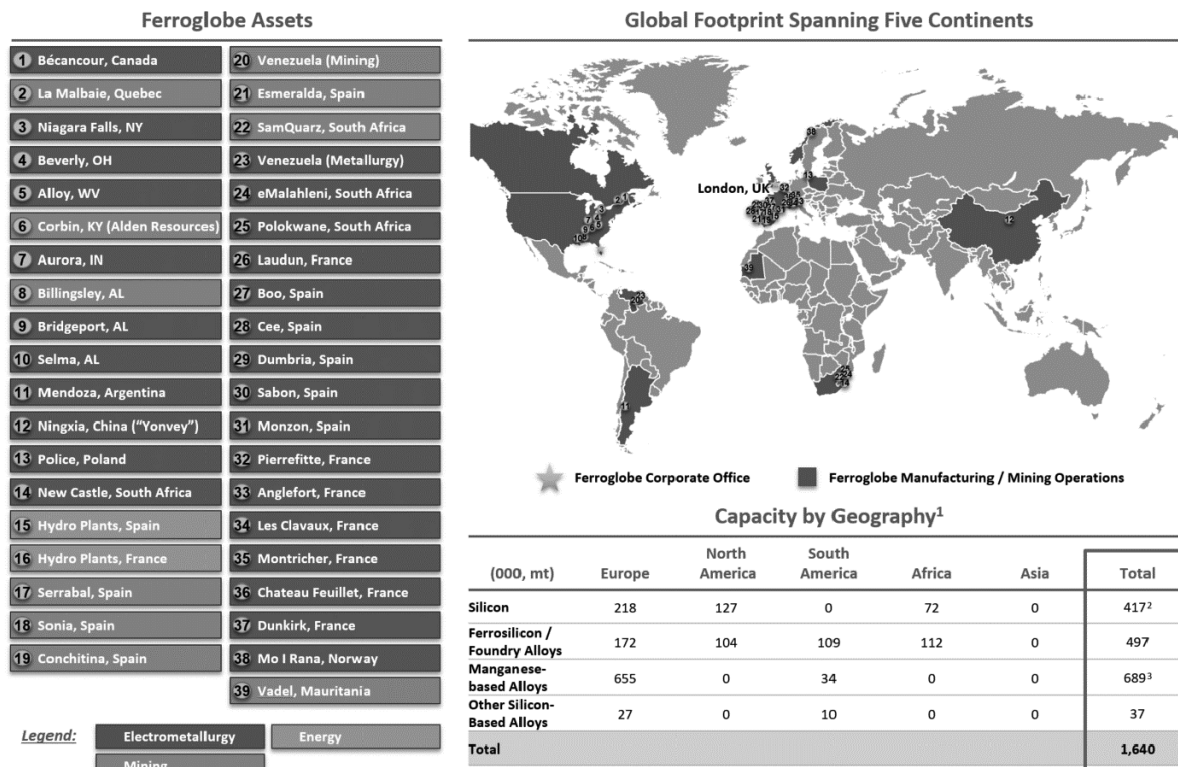 Ferroglobe Assets
1 Bécancour, Canada
2 La Malbaie, Quebec
3 Niagara Falls, NY
4 Beverly, OH
5 Alloy, WV
6 Corbin, KY (Alden Resources)
7 Aurora, IN
8 Billingsley, AL
9 Bridgeport, AL
10 Selma, AL
11 Mendoza, Argentina
12 Ningxia, China ("Yonvey")
13 Police, Poland
14 New Castle, South Africa
15 Hydro Plants, Spain
16 Hydro Plants, France
17 Serrabal, Spain
18 Sonia, Spain
19 Conchitina, Spain
20 Venezuela (Mining)
21 Esmeralda, Spain
22 SamQuarz, South Africa
23 Venezuela (Metallurgy)
24 eMalahleni, South Africa
25 Polokwane, South Africa
26 Laudun, France
27 Boo, Spain
28 Cee, Spain
29 Dumbria, Spain
30 Sabon, Spain
31 Monzon, Spain
32 Pierrefitte, France
33 Anglefort, France
34 Les Clavaux, France
35 Montricher, France
36 Chateau Feuillet, France
37 Dunkirk, France
38 Mo I Rana, Norway
39 Vadel, Mauritania
Legend:
Electrometallurgy
Energy
Mining
Global Footprint Spanning Five Continents
38
13
London, UK
32
12
39
11
Ferroglobe Corporate Office
Ferroglobe Manufacturing / Mining Operations
Capacity by Geography1
(000, mt) Europe North America South America Africa Asia Total
Silicon 218 127 0 72 0 417²
Ferrosilicon / Foundry Alloys 172 104 109 112 0 497
Manganese-based Alloys 655 0 34 0 0 689³
Other Silicon-Based Alloys 27 0 10 0 0 37
Total 1,640